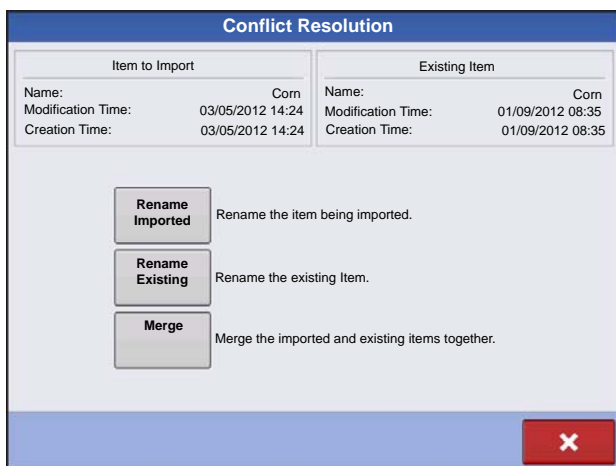 Conflict Resolution
Item to Import
Name: Corn
Modification Time: 03/05/2012 14:24
Creation Time: 03/05/2012 14:24
Existing Item
Name: Corn
Modification Time: 01/09/2012 08:35
Creation Time: 01/09/2012 08:35
Rename
Imported
Rename the item being imported.
Rename
Existing
Rename the existing Item.
Merge
Merge the imported and existing items together.